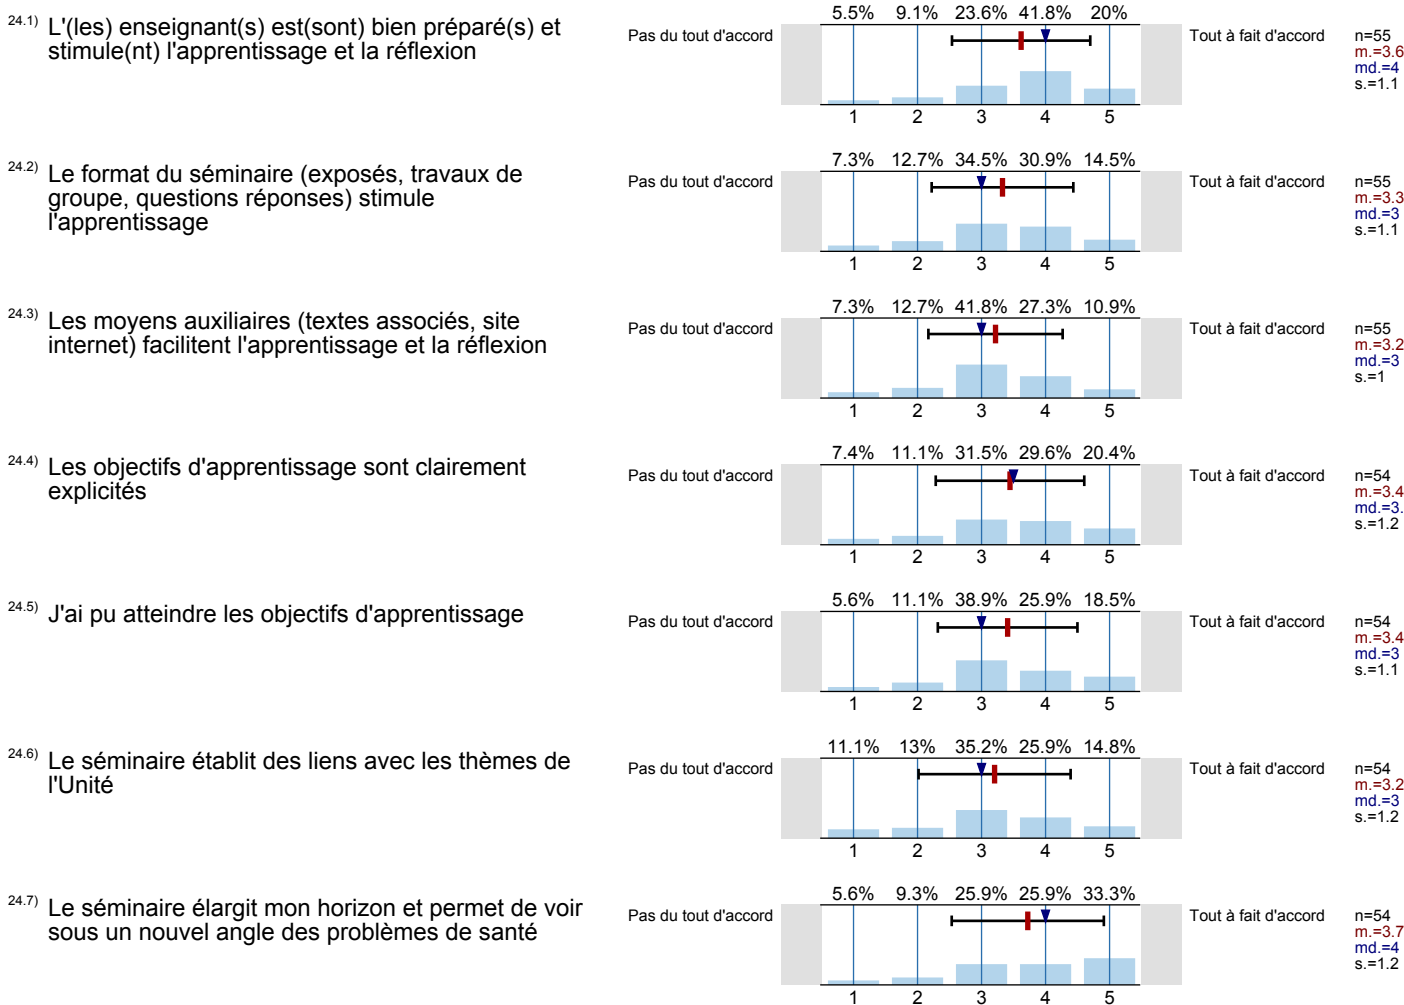 24.1) L'(les) enseignant(s) est(sont) bien préparé(s) et
stimule(nt) l'apprentissage et la réflexion
5.5% 9.1% 23.6% 41.8% 20%
Pas du tout d'accord
Tout à fait d'accord
n=55
m.=3.6
md.=4
s.=1.1
1 2 3 4 5
24.2) Le format du séminaire (exposés, travaux de
groupe, questions réponses) stimule
l'apprentissage
7.3% 12.7% 34.5% 30.9% 14.5%
Pas du tout d'accord
Tout à fait d'accord
n=55
m.=3.3
md.=3
s.=1.1
1 2 3 4 5
24.3) Les moyens auxiliaires (textes associés, site
internet) facilitent l'apprentissage et la réflexion
7.3% 12.7% 41.8% 27.3% 10.9%
Pas du tout d'accord
Tout à fait d'accord
n=55
m.=3.2
md.=3
s.=1
1 2 3 4 5
24.4) Les objectifs d'apprentissage sont clairement
explicités
7.4% 11.1% 31.5% 29.6% 20.4%
Pas du tout d'accord
Tout à fait d'accord
n=54
m.=3.4
md.=3.
s.=1.2
1 2 3 4 5
24.5) J'ai pu atteindre les objectifs d'apprentissage
5.6% 11.1% 38.9% 25.9% 18.5%
Pas du tout d'accord
Tout à fait d'accord
n=54
m.=3.4
md.=3
s.=1.1
1 2 3 4 5
24.6) Le séminaire établit des liens avec les thèmes de
l'Unité
11.1% 13% 35.2% 25.9% 14.8%
Pas du tout d'accord
Tout à fait d'accord
n=54
m.=3.2
md.=3
s.=1.2
1 2 3 4 5
24.7) Le séminaire élargit mon horizon et permet de voir
sous un nouvel angle des problèmes de santé
5.6% 9.3% 25.9% 25.9% 33.3%
Pas du tout d'accord
Tout à fait d'accord
n=54
m.=3.7
md.=4
s.=1.2
1 2 3 4 5